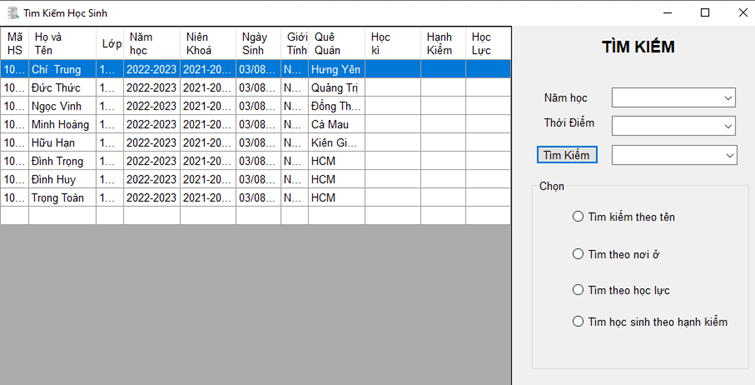 Tìm Kiếm Học Sinh
Mã HS Họ và Tên Lớp Năm học Niên Khoá Ngày Sinh Giới Tính Quê Quán Học kì Hạnh Kiểm Học Lực
10... Chí Trung 1... 2022-2023 2021-20... 03/08... N... Hưng Yên
10... Đức Thức 1... 2022-2023 2021-20... 03/08... N... Quảng Trị
10... Ngọc Vinh 1... 2022-2023 2021-20... 03/08... N... Đồng Th...
10... Minh Hoàng 1... 2022-2023 2021-20... 03/08... N... Cà Mau
10... Hữu Hạn 1... 2022-2023 2021-20... 03/08... N... Kiên Gi...
10... Đình Trọng 1... 2022-2023 2021-20... 03/08... N... HCM
10... Đình Huy 1... 2022-2023 2021-20... 03/08... N... HCM
10... Trọng Toàn 1... 2022-2023 2021-20... 03/08... N... HCM
TÌM KIẾM
Năm học
Thời Điểm
Tìm Kiếm
Chọn
Tìm kiếm theo tên
Tìm theo nơi ở
Tìm theo học lực
Tìm học sinh theo hạnh kiểm